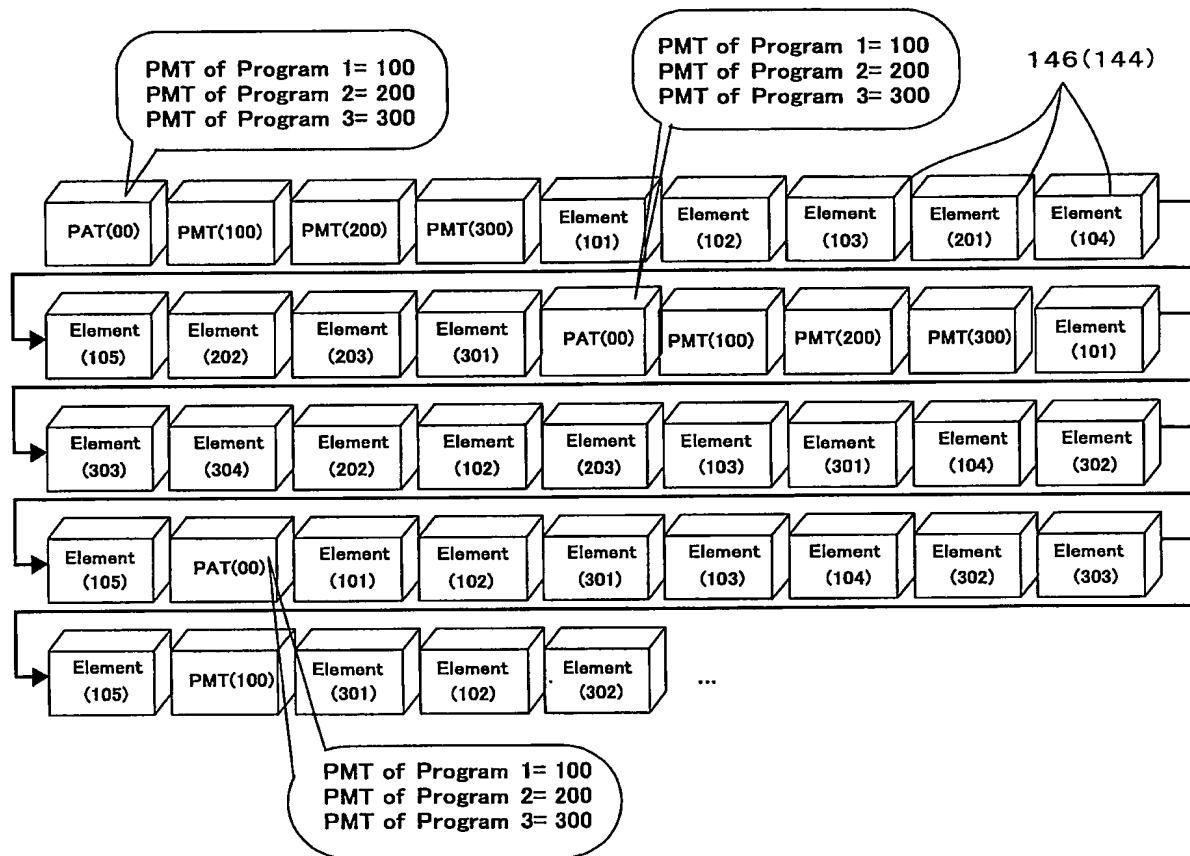 PMT of Program 1= 100
PMT of Program 2= 200
PMT of Program 3= 300
PMT of Program 1= 100
PMT of Program 2= 200
PMT of Program 3= 300
146(144)
PAT(00)
PMT(100)
PMT(200)
PMT(300)
Element
(101)
Element
(102)
Element
(103)
Element
(201)
Element
(104)
Element
(105)
Element
(202)
Element
(203)
Element
(301)
PAT(00)
PMT(100)
PMT(200)
PMT(300)
Element
(101)
Element
(303)
Element
(304)
Element
(202)
Element
(102)
Element
(203)
Element
(103)
Element
(301)
Element
(104)
Element
(302)
Element
(105)
PAT(00)
Element
(101)
Element
(102)
Element
(301)
Element
(103)
Element
(104)
Element
(302)
Element
(303)
Element
(105)
PMT(100)
Element
(301)
Element
(102)
Element
(302)
...
PMT of Program 1= 100
PMT of Program 2= 200
PMT of Program 3= 300